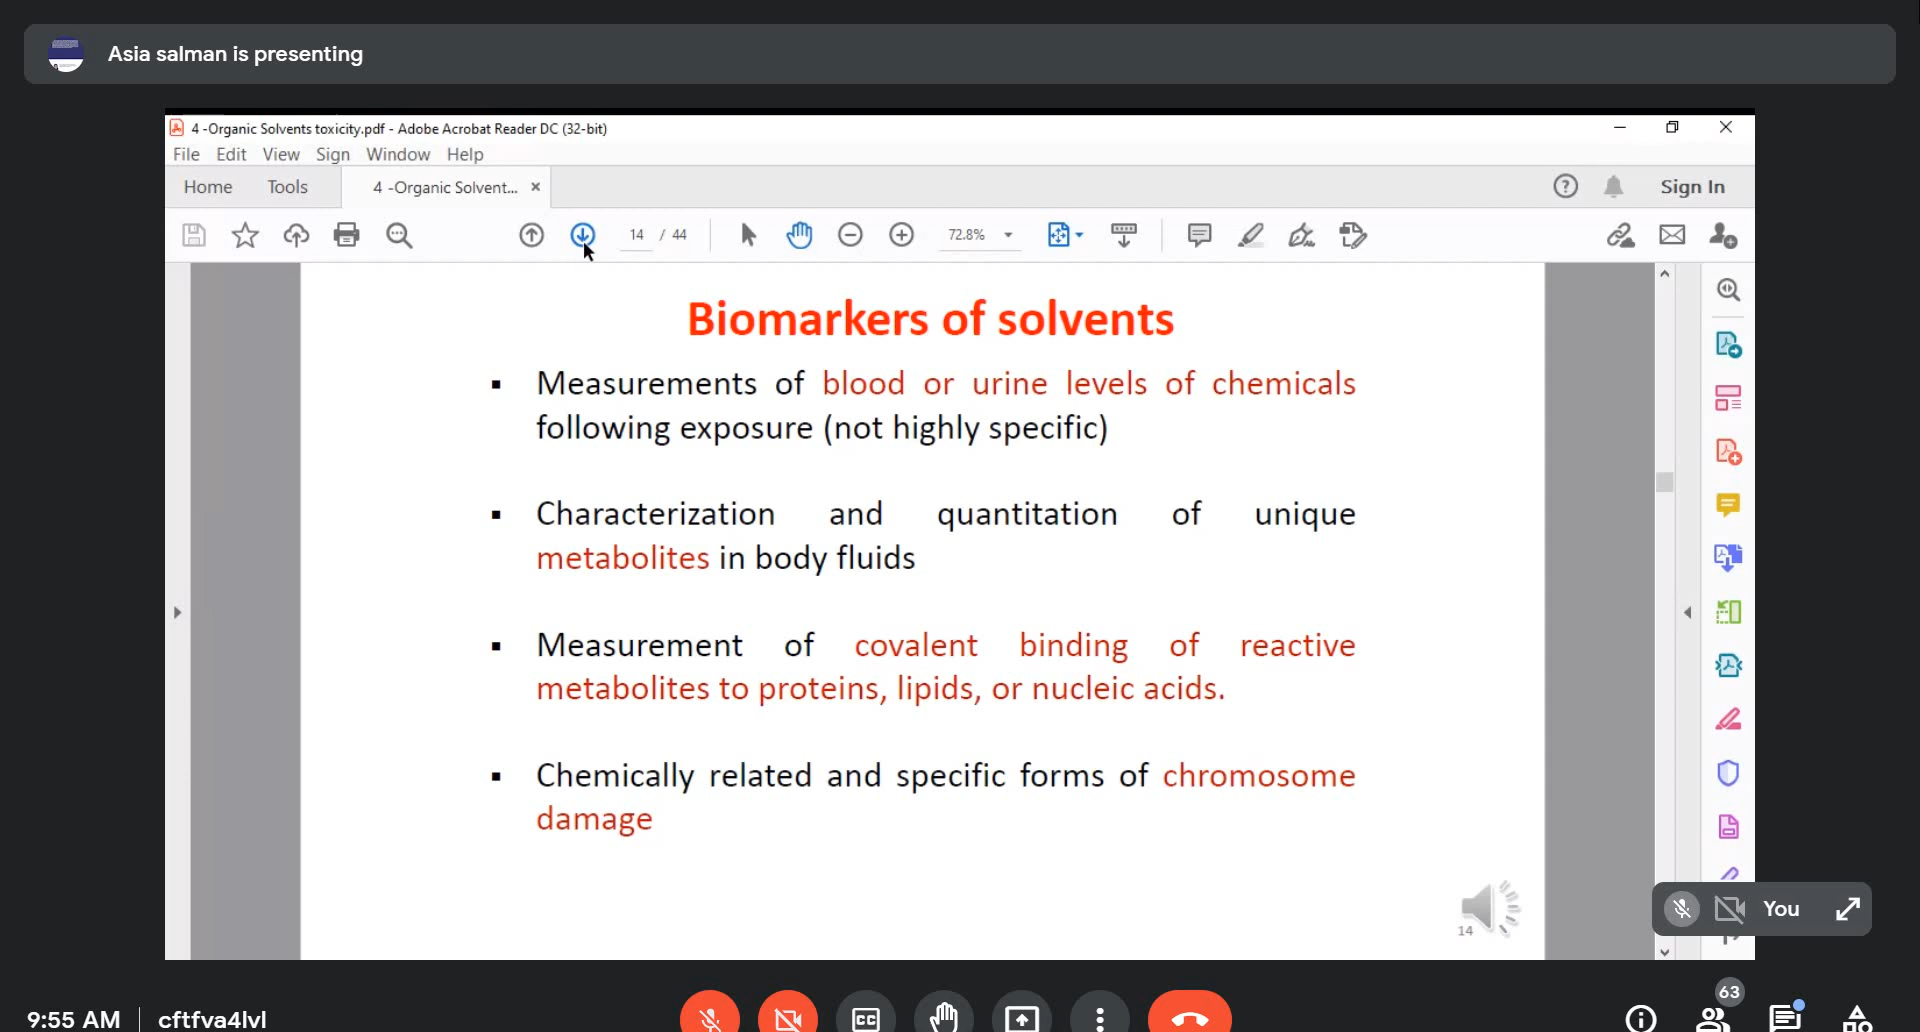 Asia salman is presenting
4 -Organic Solvents toxicity.pdf - Adobe Acrobat Reader DC (32-bit)
File Edit View Sign Window Help
Home Tools 4 -Organic Solvent... × Sign In
14 / 44 72.8%
Biomarkers of solvents
▪ Measurements of blood or urine levels of chemicals
following exposure (not highly specific)
▪ Characterization and quantitation of unique
metabolites in body fluids
▪ Measurement of covalent binding of reactive
metabolites to proteins, lipids, or nucleic acids.
▪ Chemically related and specific forms of chromosome
damage
14
You
63
9:55 AM | cftfva4lvl
CC